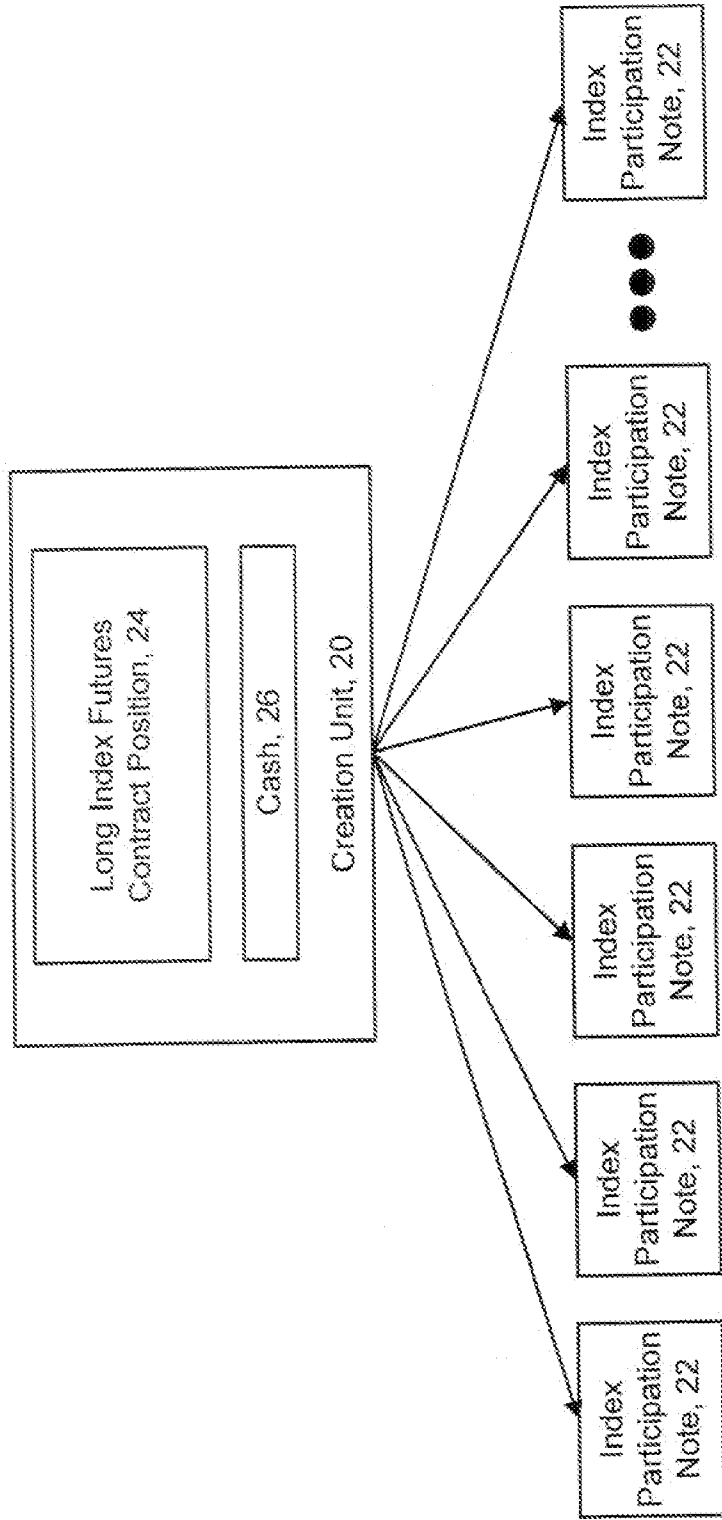 Long Index Futures
Contract Position, 24
Cash, 26
Creation Unit, 20
Index
Participation
Note, 22
Index
Participation
Note, 22
Index
Participation
Note, 22
Index
Participation
Note, 22
Index
Participation
Note, 22
Index
Participation
Note, 22